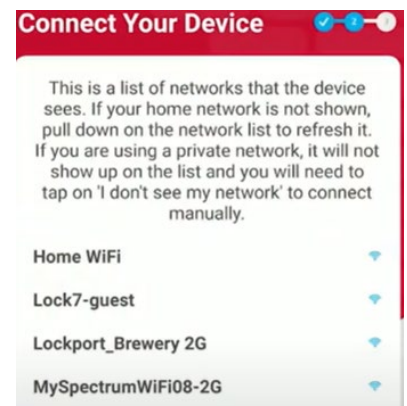 Connect Your Device 2 3
This is a list of networks that the device
sees. If your home network is not shown,
pull down on the network list to refresh it.
If you are using a private network, it will not
show up on the list and you will need to
tap on 'I don't see my network' to connect
manually.
Home WiFi
Lock7-guest
Lockport_Brewery 2G
MySpectrumWiFi08-2G